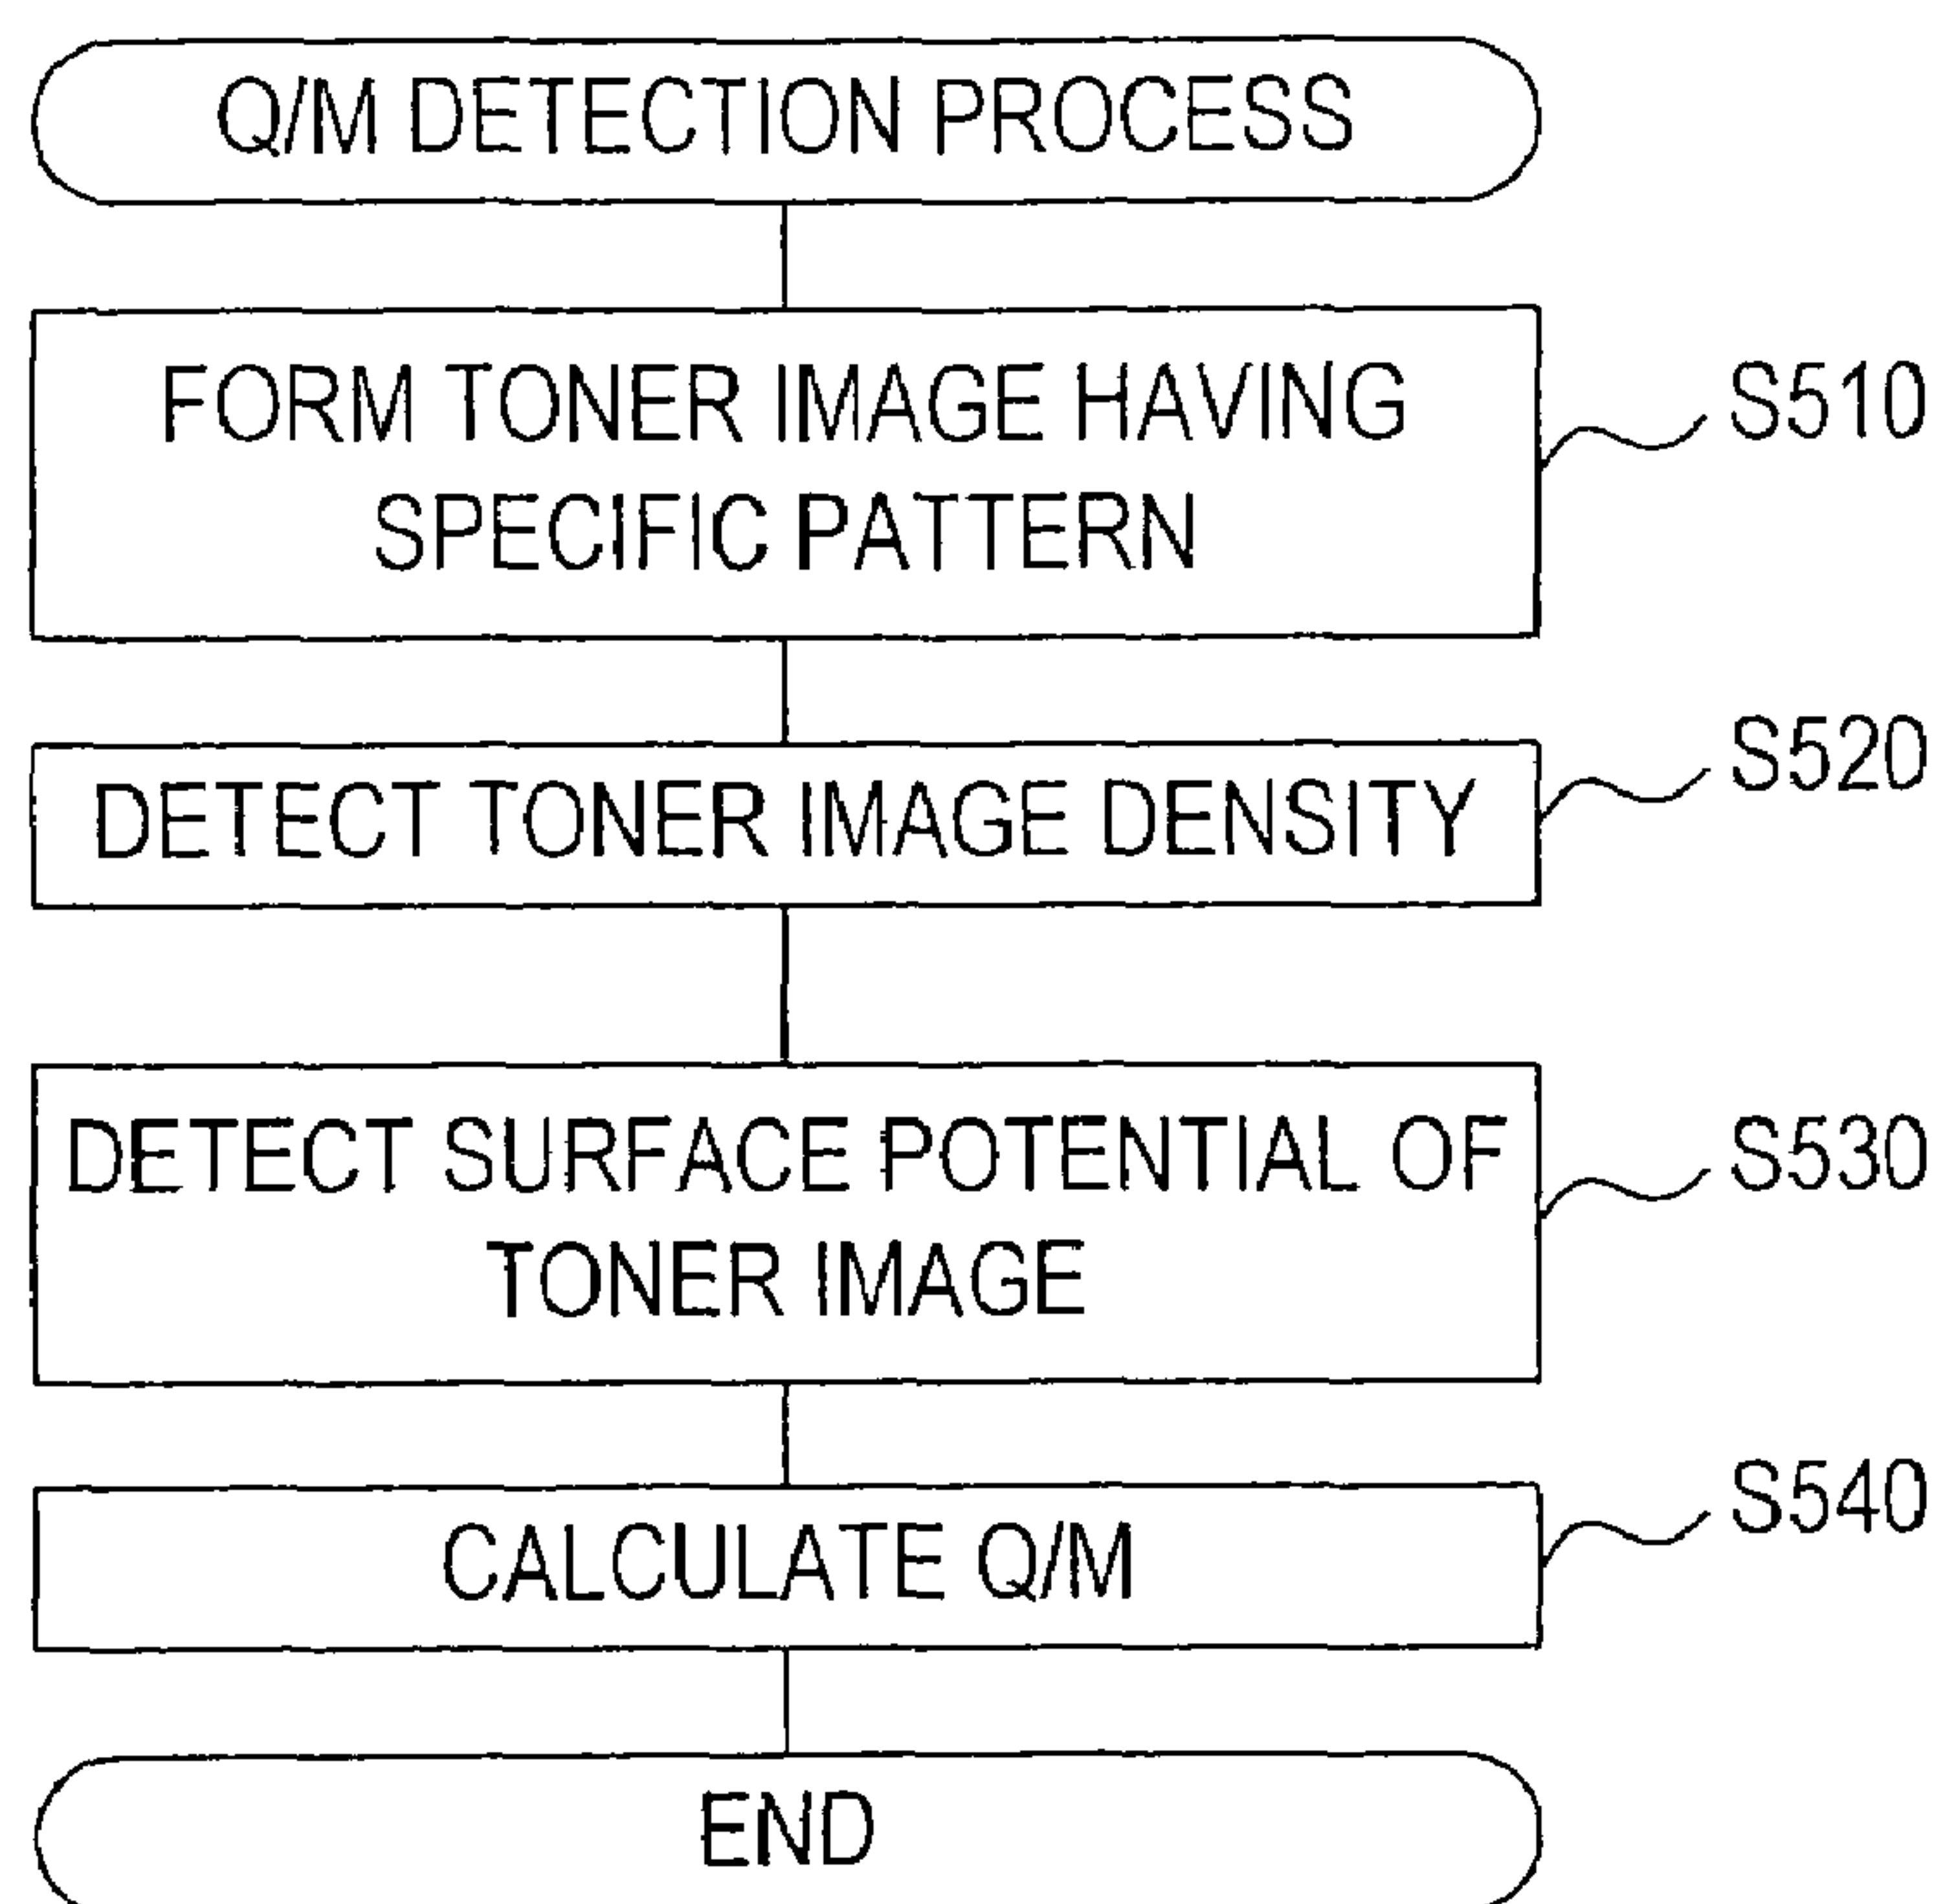 Q/M DETECTION PROCESS
FORM TONER IMAGE HAVING
SPECIFIC PATTERN
S510
DETECT TONER IMAGE DENSITY
S520
DETECT SURFACE POTENTIAL OF
TONER IMAGE
S530
CALCULATE Q/M
S540
END